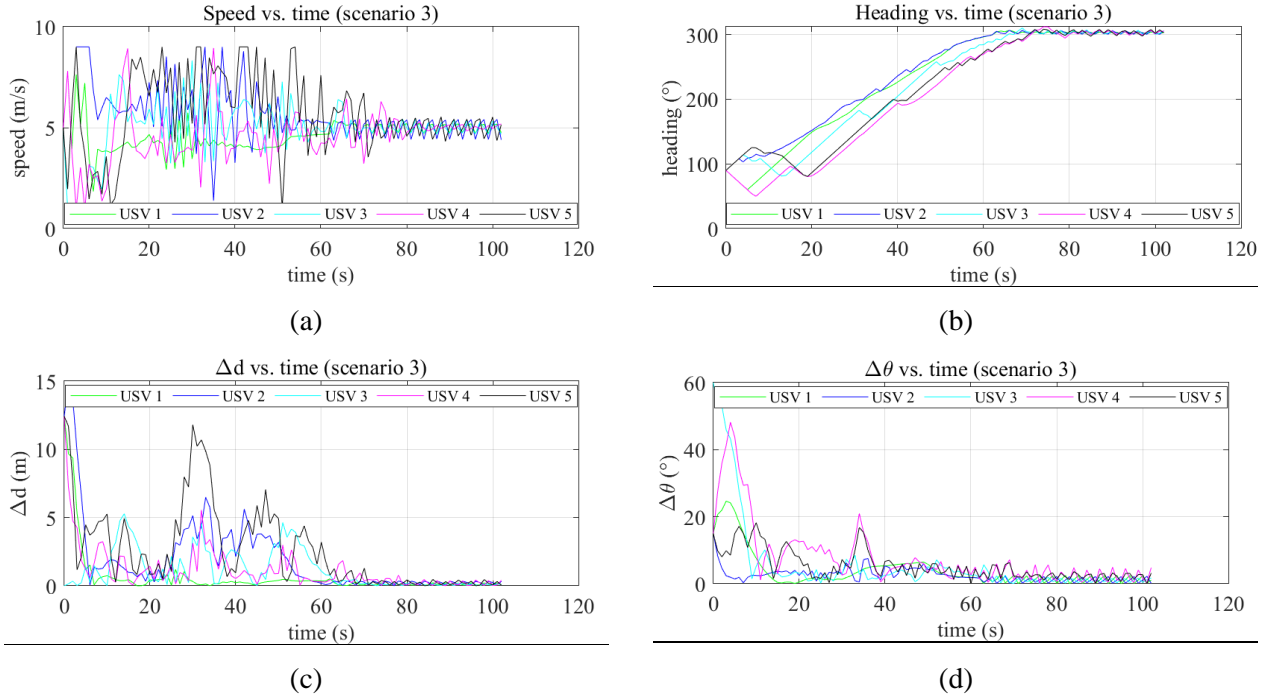 Speed vs. time (scenario 3)
10
5
0
speed (m/s)
USV 1 USV 2 USV 3 USV 4 USV 5
0 20 40 60 80 100 120
time (s)
(a)
Heading vs. time (scenario 3)
300
200
100
0
heading (°)
USV 1 USV 2 USV 3 USV 4 USV 5
0 20 40 60 80 100 120
time (s)
(b)
Δd vs. time (scenario 3)
15
10
5
0
Δd (m)
USV 1 USV 2 USV 3 USV 4 USV 5
0 20 40 60 80 100 120
time (s)
(c)
Δθ vs. time (scenario 3)
60
40
20
0
Δθ (°)
USV 1 USV 2 USV 3 USV 4 USV 5
0 20 40 60 80 100 120
time (s)
(d)